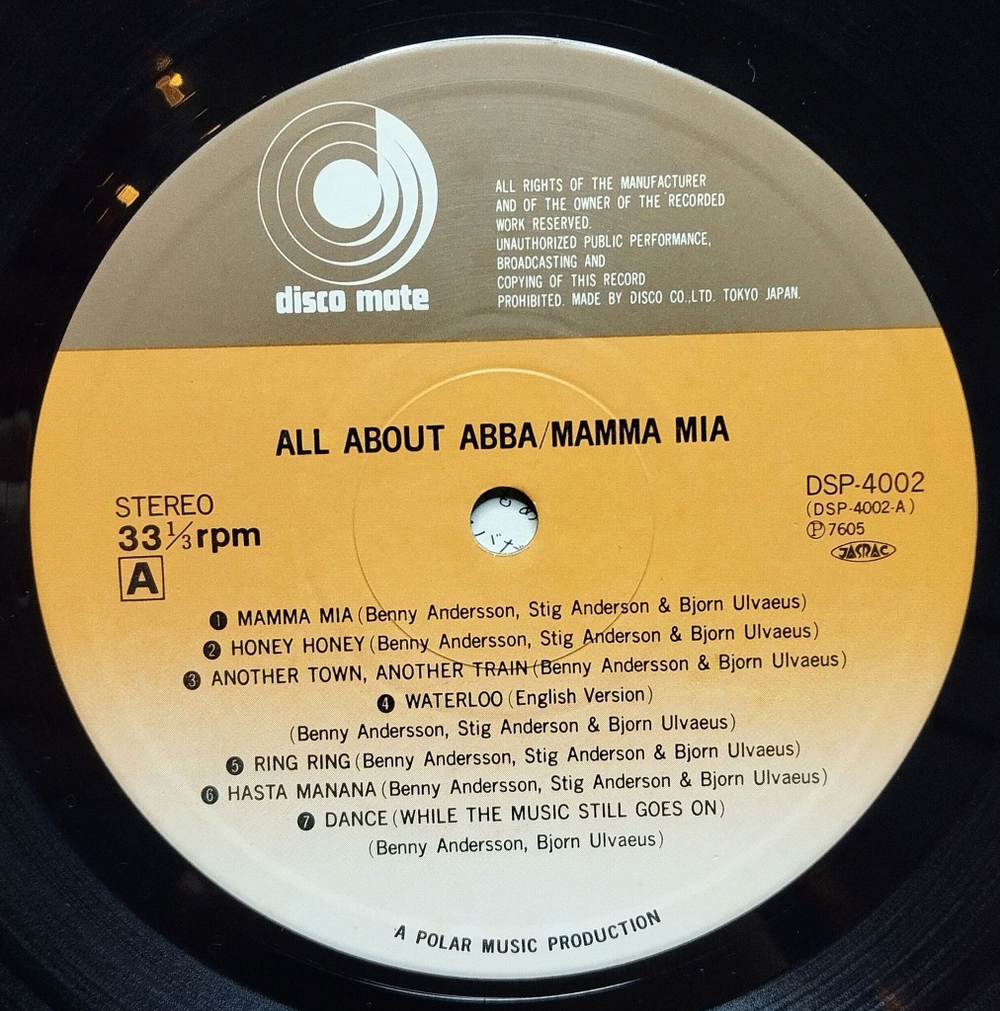 disco mate
ALL RIGHTS OF THE MANUFACTURER
AND OF THE OWNER OF THE RECORDED
WORK RESERVED.
UNAUTHORIZED PUBLIC PERFORMANCE,
BROADCASTING AND
COPYING OF THIS RECORD
PROHIBITED. MADE BY DISCO CO.,LTD. TOKYO JAPAN.
ALL ABOUT ABBA/MAMMA MIA
STEREO
33 1/3 rpm
A
DSP-4002
(DSP-4002-A)
Ⓟ7605
JASRAC
❶ MAMMA MIA (Benny Andersson, Stig Anderson & Bjorn Ulvaeus)
❷ HONEY HONEY (Benny Andersson, Stig Anderson & Bjorn Ulvaeus)
❸ ANOTHER TOWN, ANOTHER TRAIN (Benny Andersson & Bjorn Ulvaeus)
❹ WATERLOO (English Version)
(Benny Andersson, Stig Anderson & Bjorn Ulvaeus)
❺ RING RING (Benny Andersson, Stig Anderson & Bjorn Ulvaeus)
❻ HASTA MANANA (Benny Andersson, Stig Anderson & Bjorn Ulvaeus)
❼ DANCE (WHILE THE MUSIC STILL GOES ON)
(Benny Andersson, Bjorn Ulvaeus)
A POLAR MUSIC PRODUCTION